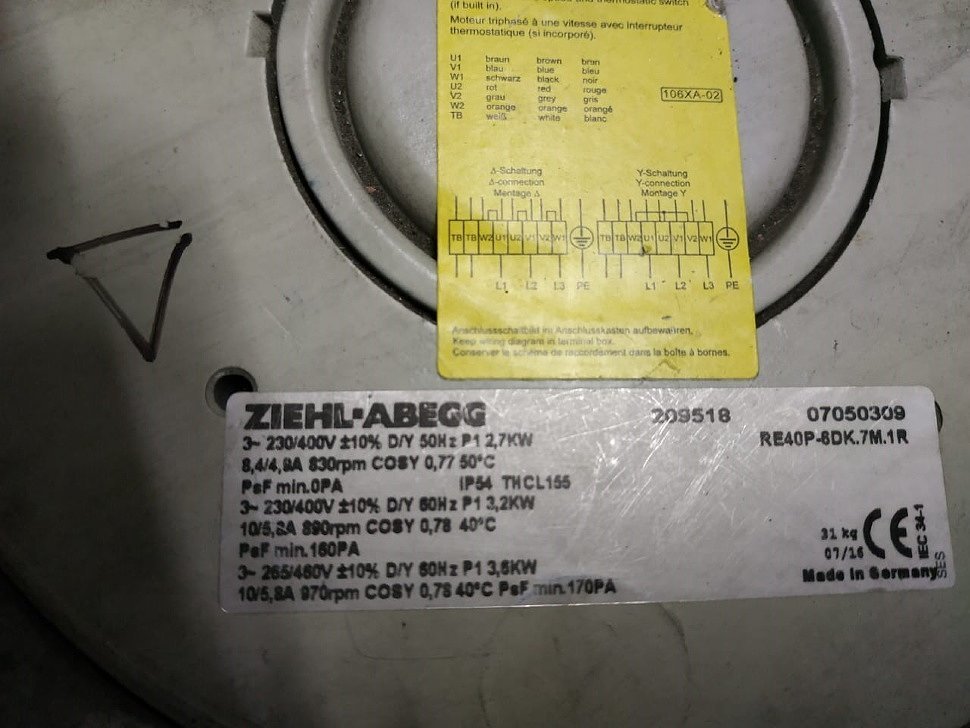 speed and thermostatic switch
(if built in).
Moteur triphasé à une vitesse avec interrupteur
thermostatique (si incorporé).
U1 braun brown brun
V1 blau blue bleu
W1 schwarz black noir
U2 rot red rouge
V2 grau grey gris
W2 orange orange orangé
TB weiß white blanc
106XA-02
Δ-Schaltung
Δ-connection
Montage Δ
Y-Schaltung
Y-connection
Montage Y
TB TB W2 U1 U2 V1 V2 W1
TB TB W2 U1 U2 V1 V2 W1
L1 L2 L3 PE
L1 L2 L3 PE
Anschlussschaltbild im Anschlusskasten aufbewahren.
Keep wiring diagram in terminal box.
Conserver le schéma de raccordement dans la boîte à bornes.
ZIEHL-ABEGG 209518 07050309
3~ 230/400V ±10% D/Y 50Hz P1 2,7KW RE40P-6DK.7M.1R
8,4/4,9A 830rpm COSY 0,77 50°C
PsF min.0PA IP54 THCL155
3~ 230/400V ±10% D/Y 60Hz P1 3,2KW
10/5,8A 890rpm COSY 0,78 40°C
PsF min.160PA
3~ 265/460V ±10% D/Y 60Hz P1 3,6KW
10/5,8A 970rpm COSY 0,78 40°C PsF min.170PA
31 kg
07/16
CE
IEC 34-1
Made in Germany
SES